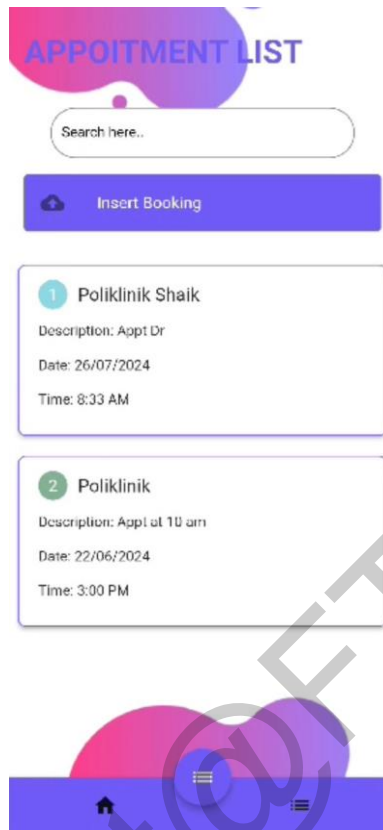 APPOITMENT LIST
Search here..
Insert Booking
1 Poliklinik Shaik
Description: Appt Dr
Date: 26/07/2024
Time: 8:33 AM
2 Poliklinik
Description: Appt at 10 am
Date: 22/06/2024
Time: 3:00 PM